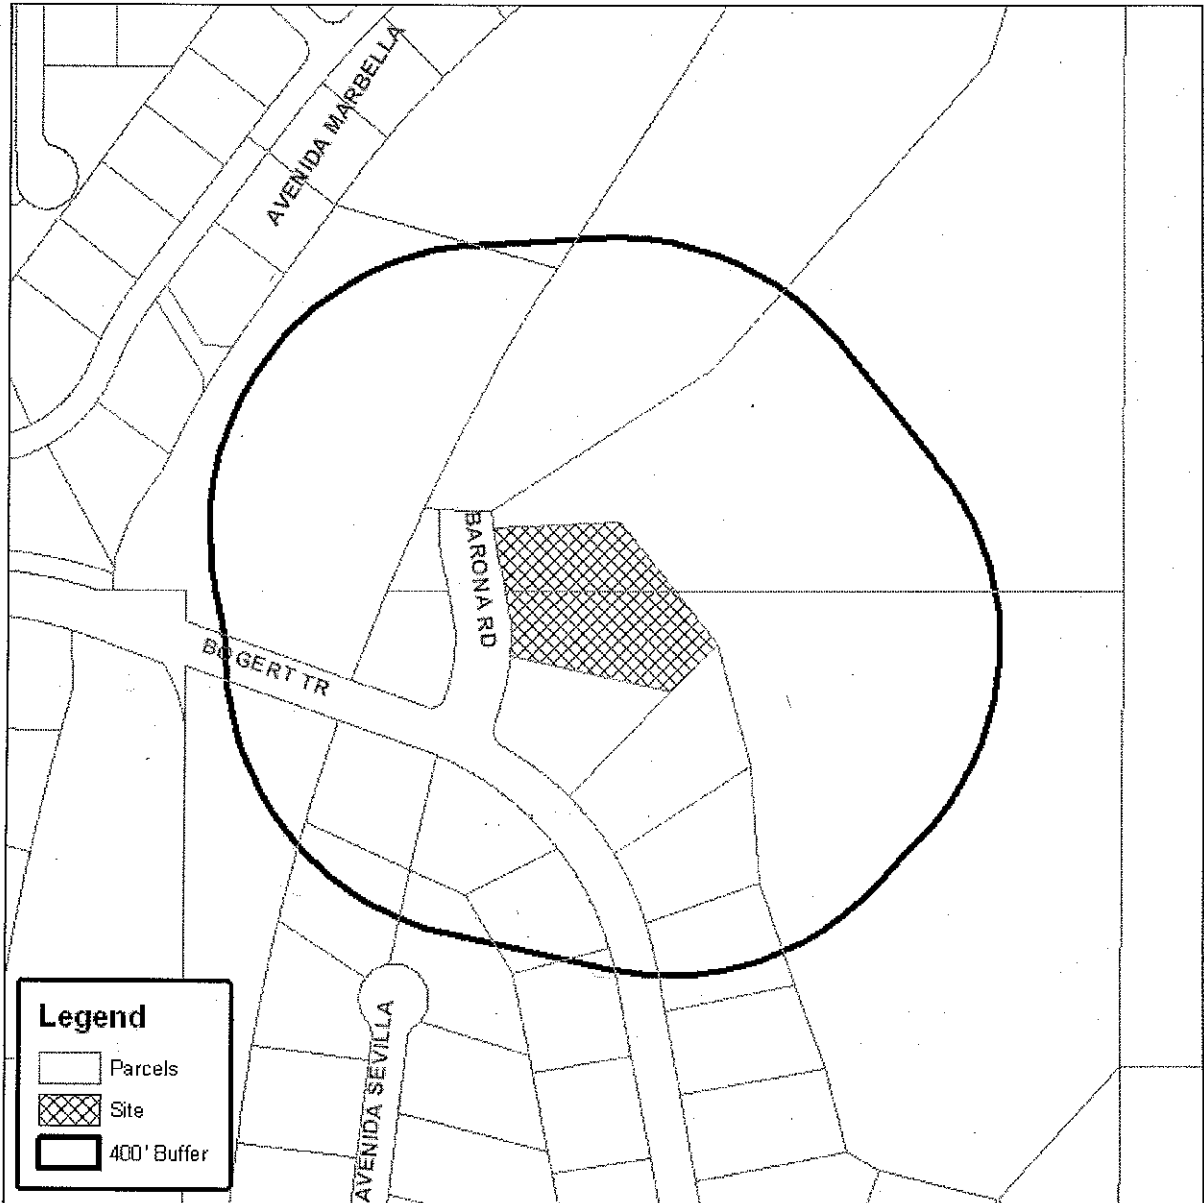 AVENIDA MARBELLA
BARONA RD
BOGERT TR
AVENIDA SEVILLA
Legend
Parcels
Site
400' Buffer